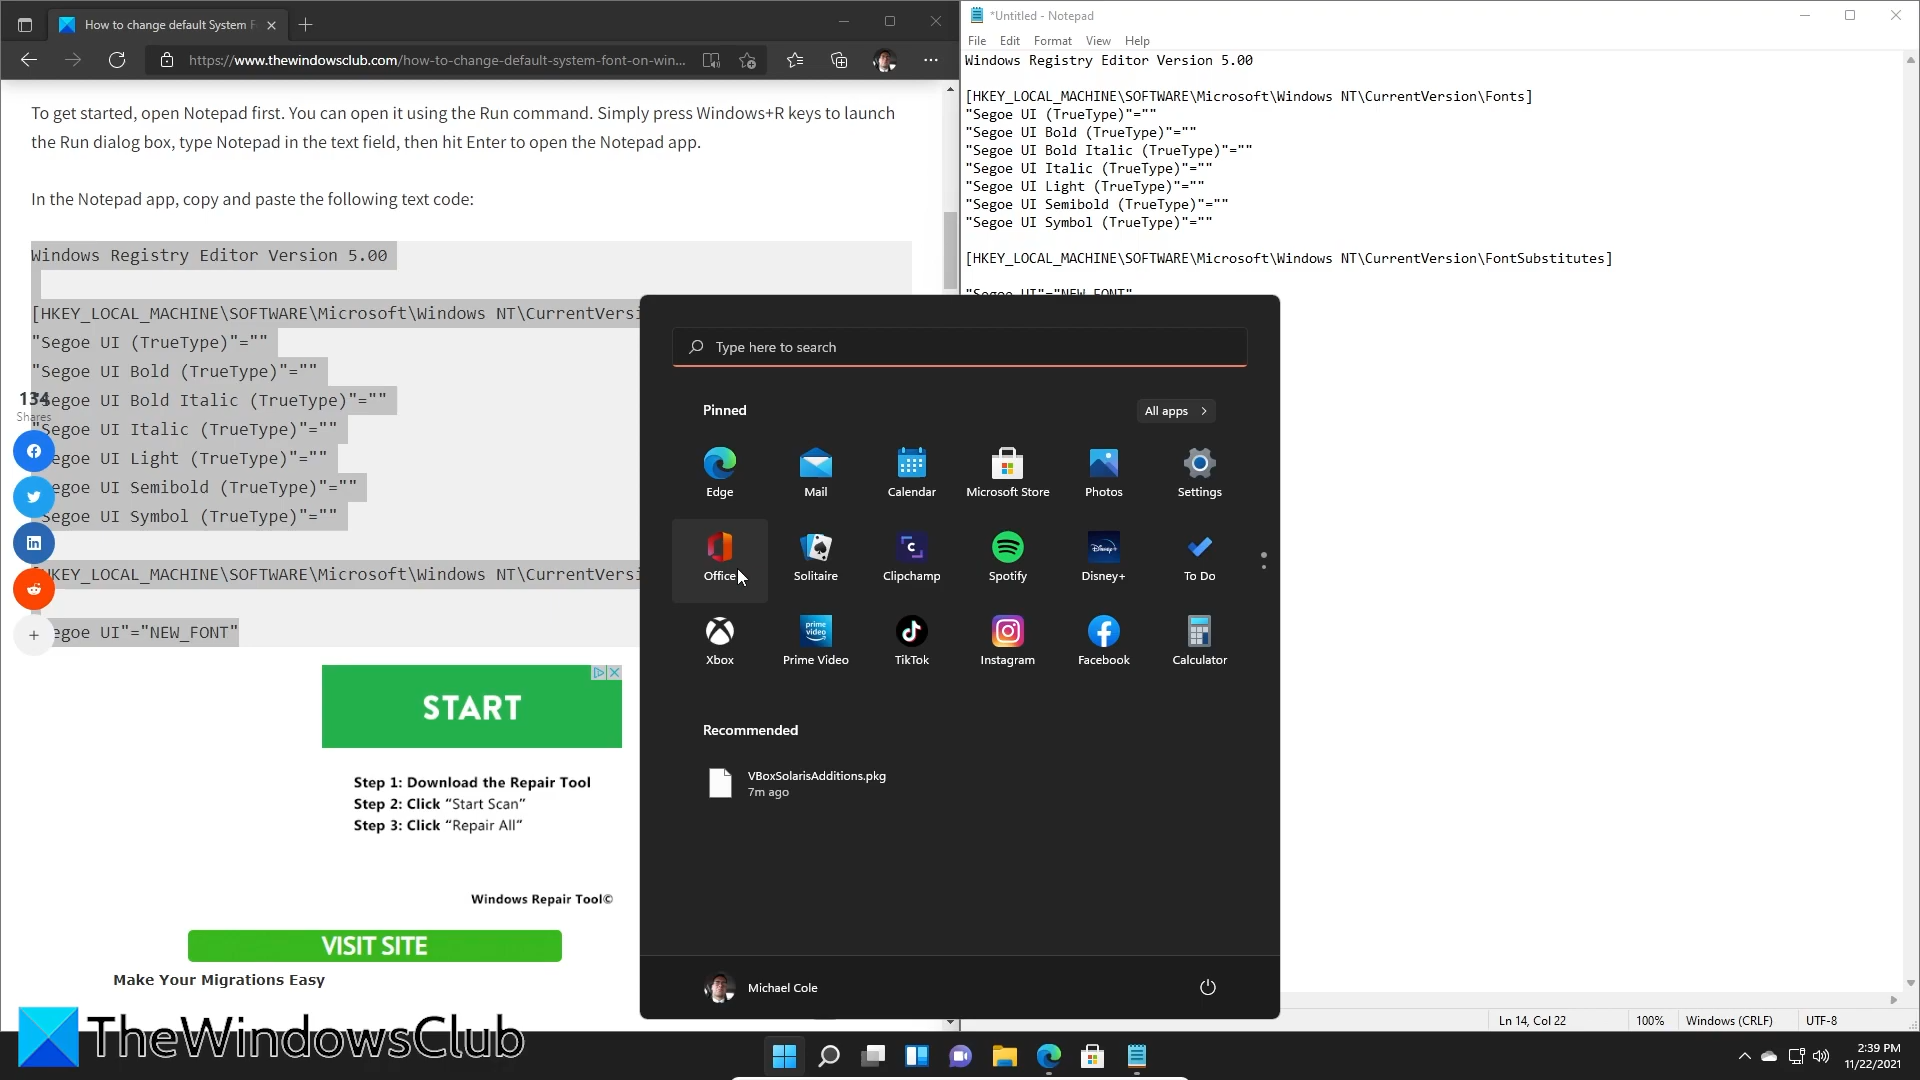 How to change default System F
https://www.thewindowsclub.com/how-to-change-default-system-font-on-win...
To get started, open Notepad first. You can open it using the Run command. Simply press Windows+R keys to launch
the Run dialog box, type Notepad in the text field, then hit Enter to open the Notepad app.
In the Notepad app, copy and paste the following text code:
Windows Registry Editor Version 5.00
[HKEY_LOCAL_MACHINE\SOFTWARE\Microsoft\Windows NT\CurrentVersi
"Segoe UI (TrueType)"=""
"Segoe UI Bold (TrueType)"=""
"Segoe UI Bold Italic (TrueType)"=""
"Segoe UI Italic (TrueType)"=""
egoe UI Light (TrueType)"=""
egoe UI Semibold (TrueType)"=""
Segoe UI Symbol (TrueType)"=""
HKEY_LOCAL_MACHINE\SOFTWARE\Microsoft\Windows NT\CurrentVersi
egoe UI"="NEW_FONT"
134
Shares
START
Step 1: Download the Repair Tool
Step 2: Click “Start Scan”
Step 3: Click “Repair All”
Windows Repair Tool©
VISIT SITE
Make Your Migrations Easy
TheWindowsClub
*Untitled - Notepad
File Edit Format View Help
Windows Registry Editor Version 5.00
[HKEY_LOCAL_MACHINE\SOFTWARE\Microsoft\Windows NT\CurrentVersion\Fonts]
"Segoe UI (TrueType)"=""
"Segoe UI Bold (TrueType)"=""
"Segoe UI Bold Italic (TrueType)"=""
"Segoe UI Italic (TrueType)"=""
"Segoe UI Light (TrueType)"=""
"Segoe UI Semibold (TrueType)"=""
"Segoe UI Symbol (TrueType)"=""
[HKEY_LOCAL_MACHINE\SOFTWARE\Microsoft\Windows NT\CurrentVersion\FontSubstitutes]
"Segoe UI"="NEW_FONT"
Type here to search
Pinned
All apps
Edge Mail Calendar Microsoft Store Photos Settings
Office Solitaire Clipchamp Spotify Disney+ To Do
Xbox Prime Video TikTok Instagram Facebook Calculator
Recommended
VBoxSolarisAdditions.pkg
7m ago
Michael Cole
Ln 14, Col 22 100% Windows (CRLF) UTF-8
2:39 PM
11/22/2021